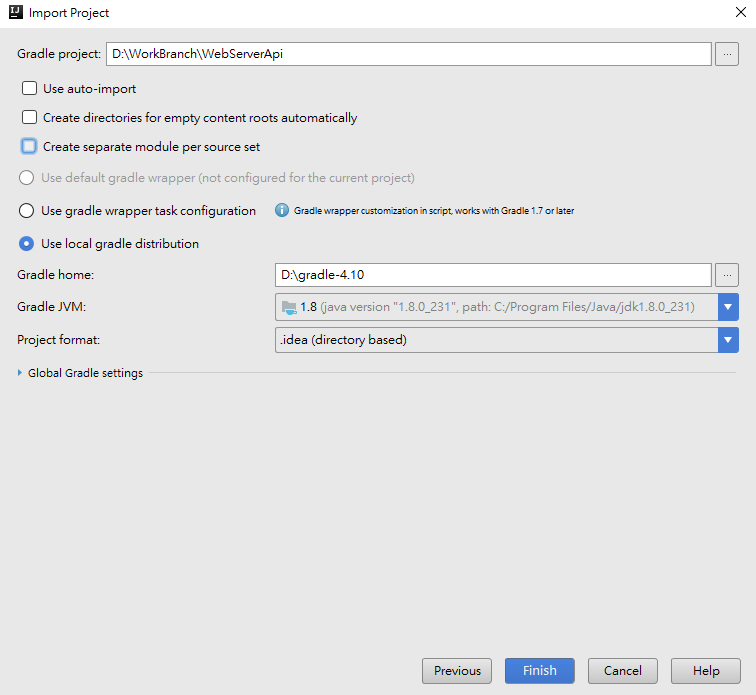 IJ Import Project
Gradle project: D:\WorkBranch\WebServerApi ...
Use auto-import
Create directories for empty content roots automatically
Create separate module per source set
Use default gradle wrapper (not configured for the current project)
Use gradle wrapper task configuration i Gradle wrapper customization in script, works with Gradle 1.7 or later
Use local gradle distribution
Gradle home: D:\gradle-4.10 ...
Gradle JVM: 1.8 (java version "1.8.0_231", path: C:/Program Files/Java/jdk1.8.0_231)
Project format: .idea (directory based)
Global Gradle settings
Previous Finish Cancel Help